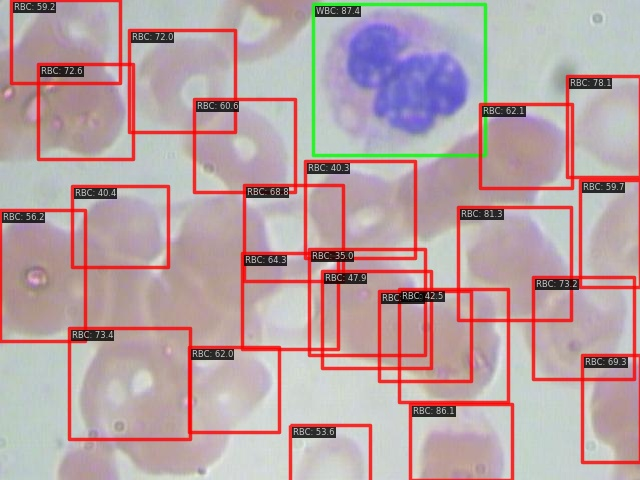 RBC: 59.2
WBC: 87.4
RBC: 72.0
RBC: 72.6
RBC: 78.1
RBC: 60.6
RBC: 62.1
RBC: 40.3
RBC: 59.7
RBC: 40.4
RBC: 68.8
RBC: 56.2
RBC: 81.3
RBC: 35.0
RBC: 64.3
RBC: 47.9
RBC: 73.2
RBC
RBC: 42.5
RBC: 73.4
RBC: 62.0
RBC: 69.3
RBC: 86.1
RBC: 53.6